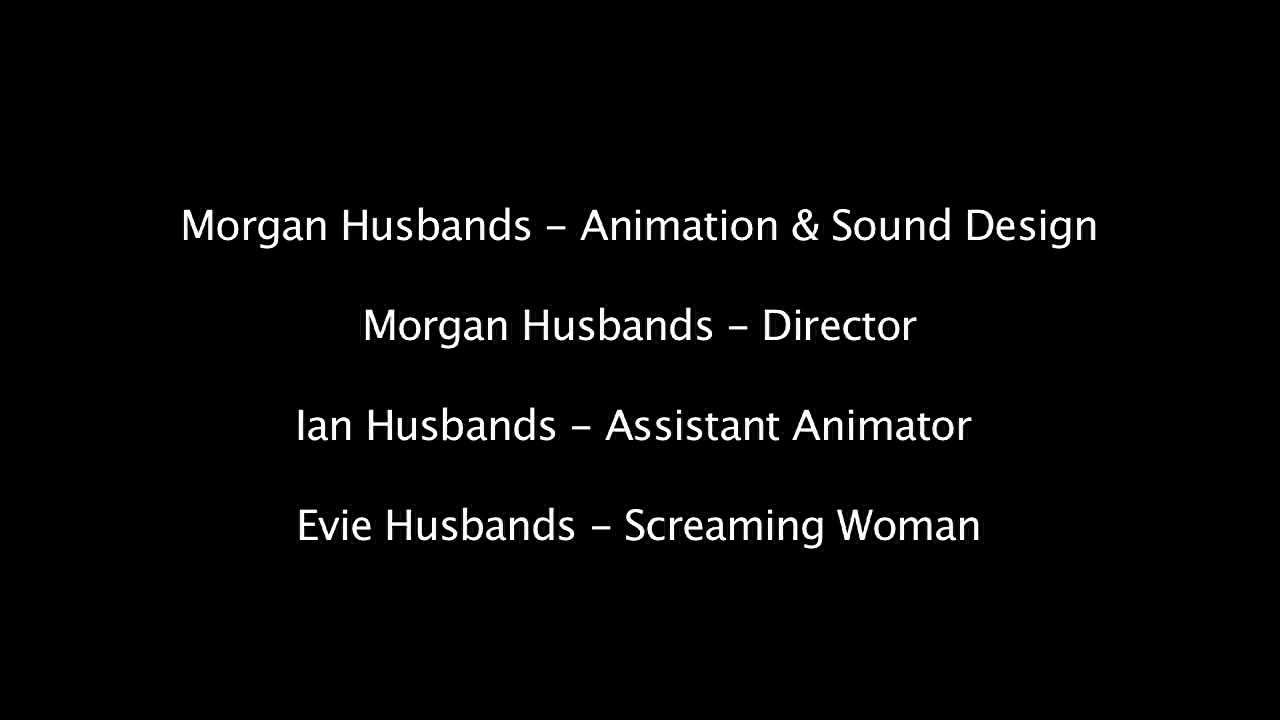 Morgan Husbands - Animation & Sound Design
Morgan Husbands - Director
Ian Husbands - Assistant Animator
Evie Husbands - Screaming Woman